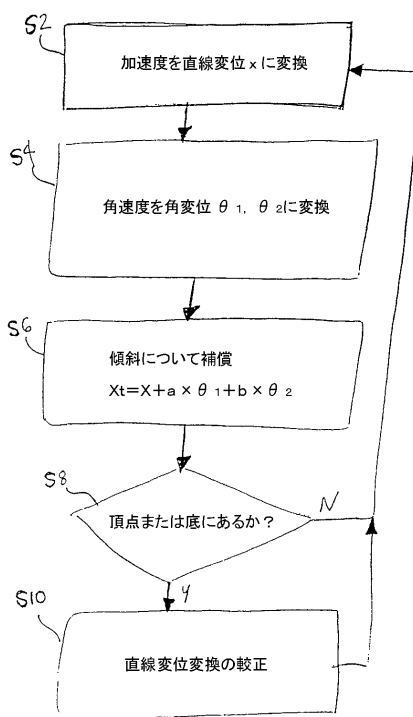 S2
加速度を直線変位xに変換
S4
角速度を角変位 θ 1, θ 2に変換
S6
傾斜について補償
Xt=X+a×θ1+b×θ2
S8
頂点または底にあるか?
N
Y
S10
直線変位変換の較正